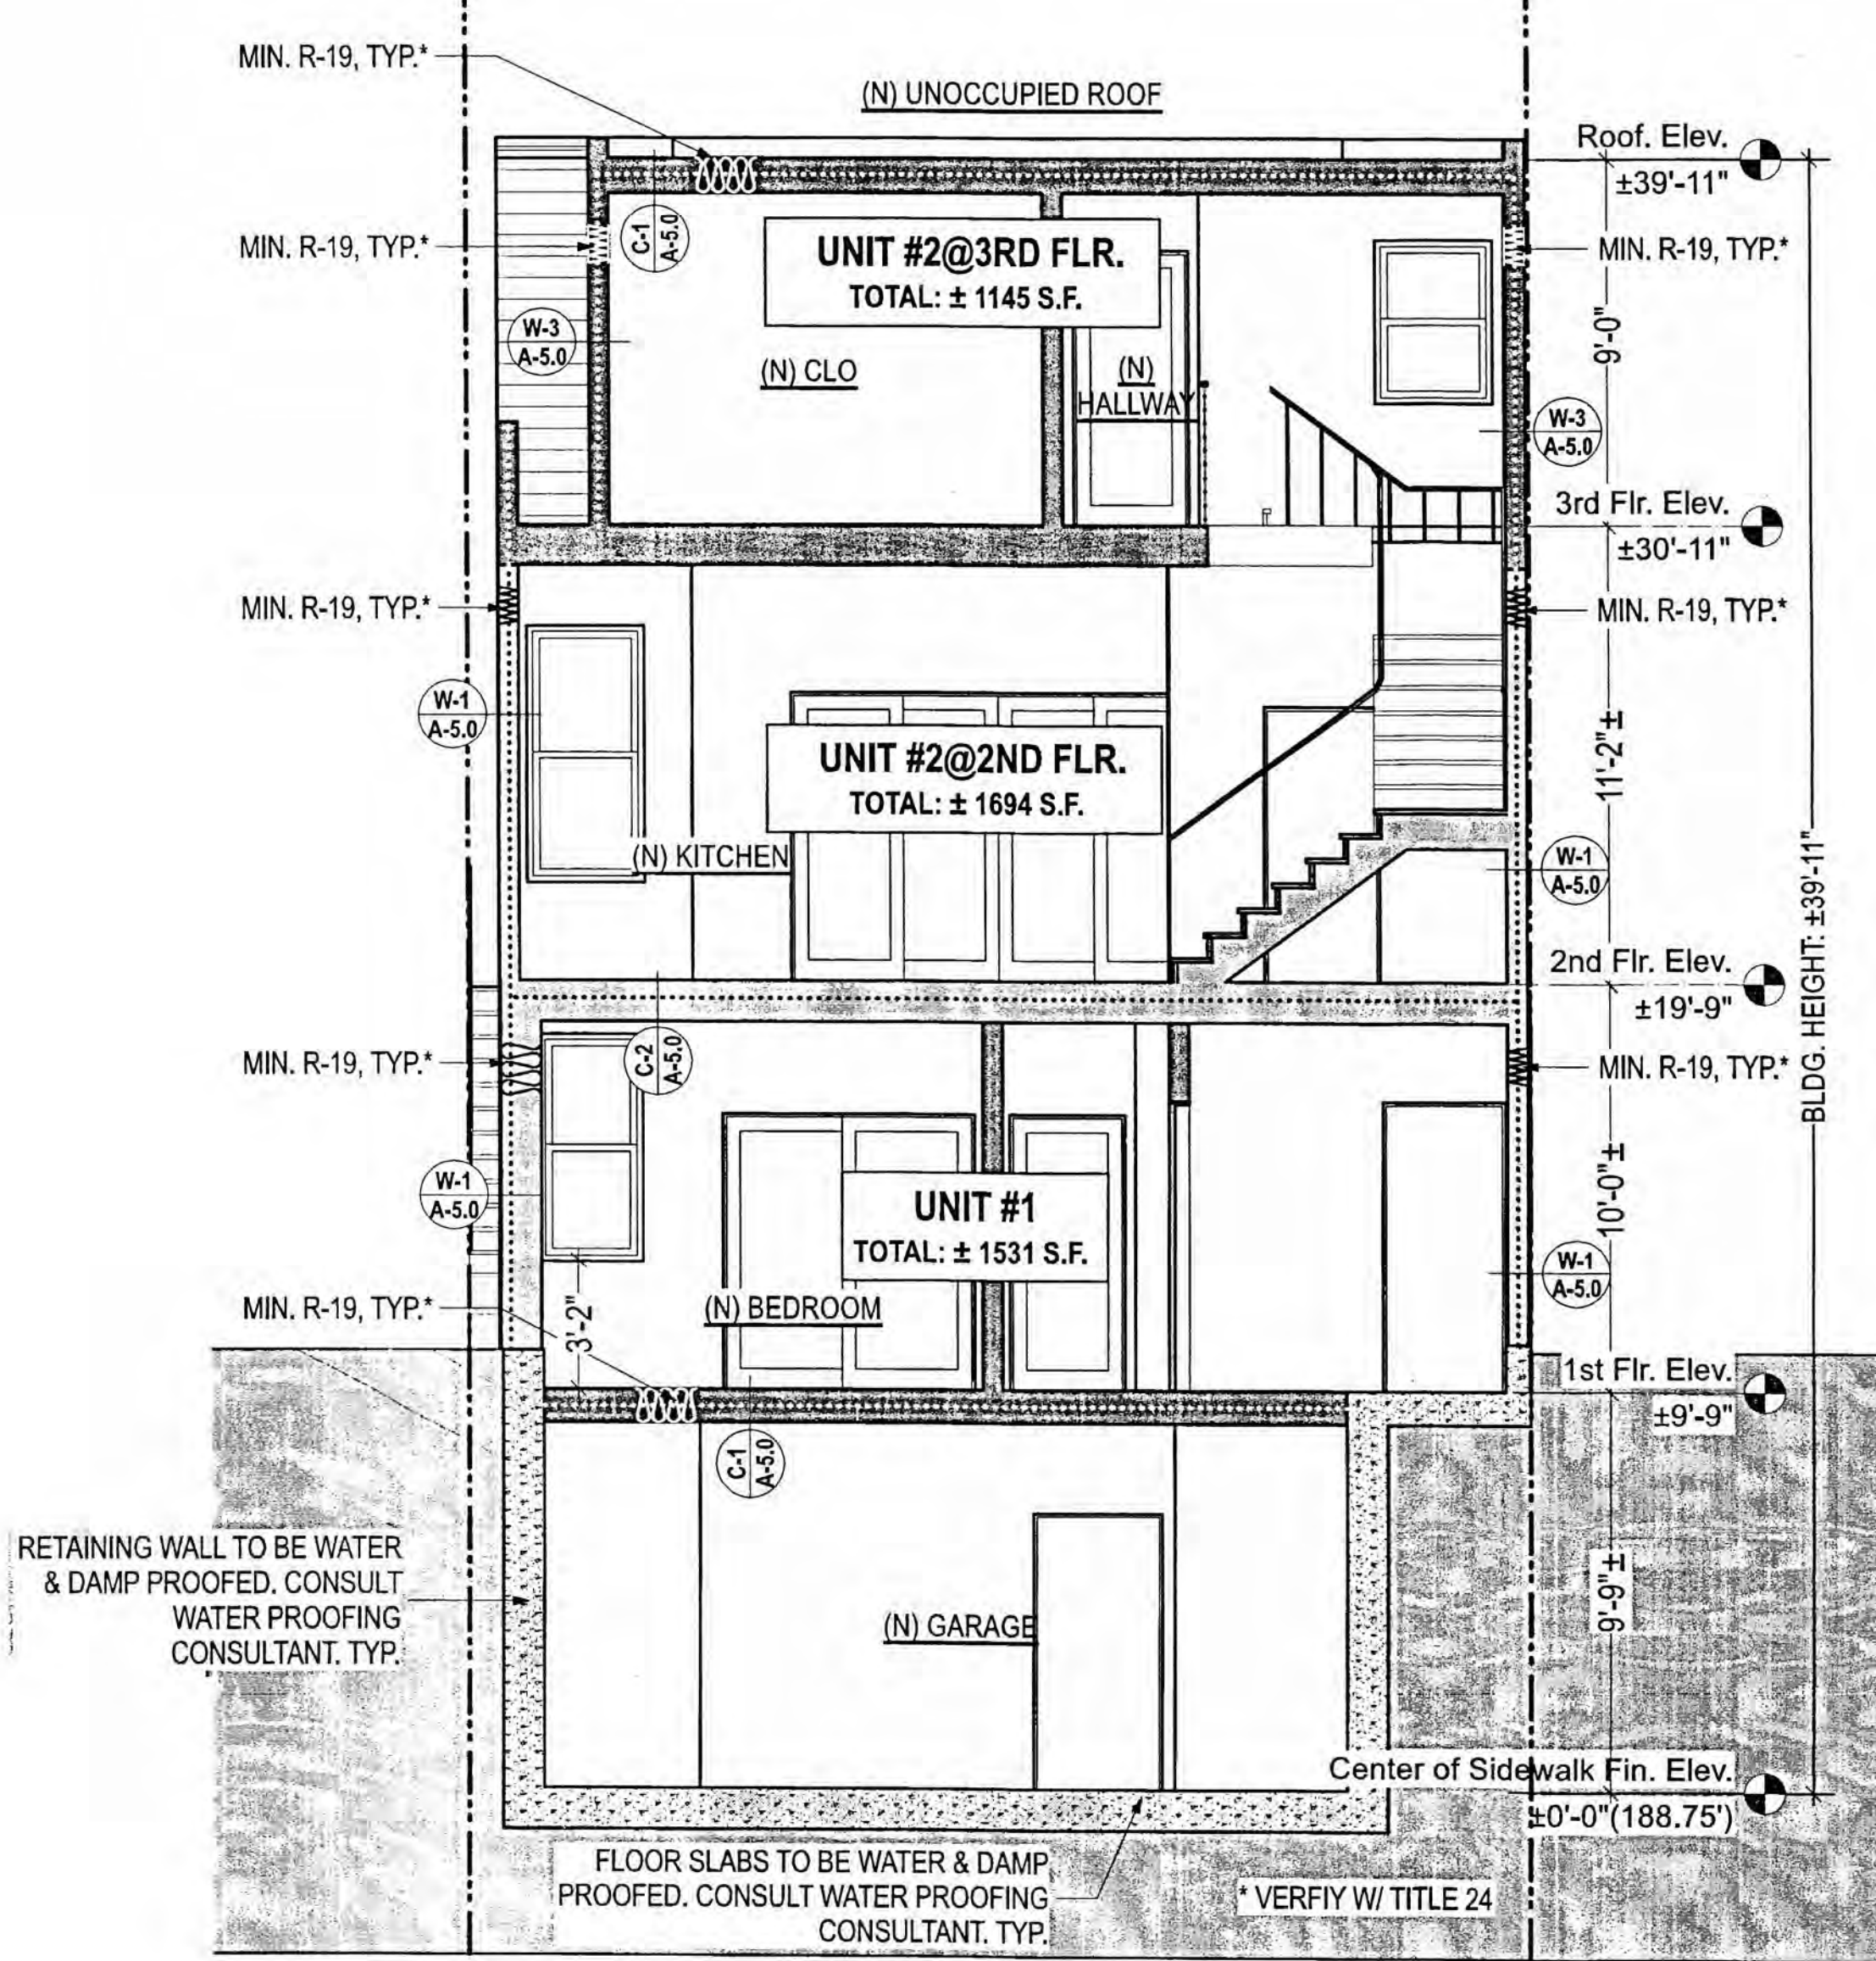 MIN. R-19, TYP.*
(N) UNOCCUPIED ROOF
Roof. Elev.
±39'-11"
MIN. R-19, TYP.*
C-1
A-5.0
UNIT #2@3RD FLR.
TOTAL: ± 1145 S.F.
MIN. R-19, TYP.*
9'-0"
W-3
A-5.0
(N) CLO
(N)
HALLWAY
W-3
A-5.0
3rd Flr. Elev.
±30'-11"
MIN. R-19, TYP.*
MIN. R-19, TYP.*
W-1
A-5.0
UNIT #2@2ND FLR.
TOTAL: ± 1694 S.F.
11'-2"±
(N) KITCHEN
W-1
A-5.0
BLDG. HEIGHT: ±39'-11"
2nd Flr. Elev.
±19'-9"
MIN. R-19, TYP.*
C-2
A-5.0
MIN. R-19, TYP.*
W-1
A-5.0
UNIT #1
TOTAL: ± 1531 S.F.
10'-0"±
W-1
A-5.0
MIN. R-19, TYP.*
3'-2"
(N) BEDROOM
1st Flr. Elev.
±9'-9"
C-1
A-5.0
RETAINING WALL TO BE WATER
& DAMP PROOFED. CONSULT
WATER PROOFING
CONSULTANT. TYP.
(N) GARAGE
9'-9"±
Center of Sidewalk Fin. Elev.
±0'-0"(188.75')
FLOOR SLABS TO BE WATER & DAMP
PROOFED. CONSULT WATER PROOFING
CONSULTANT. TYP.
* VERFIY W/ TITLE 24